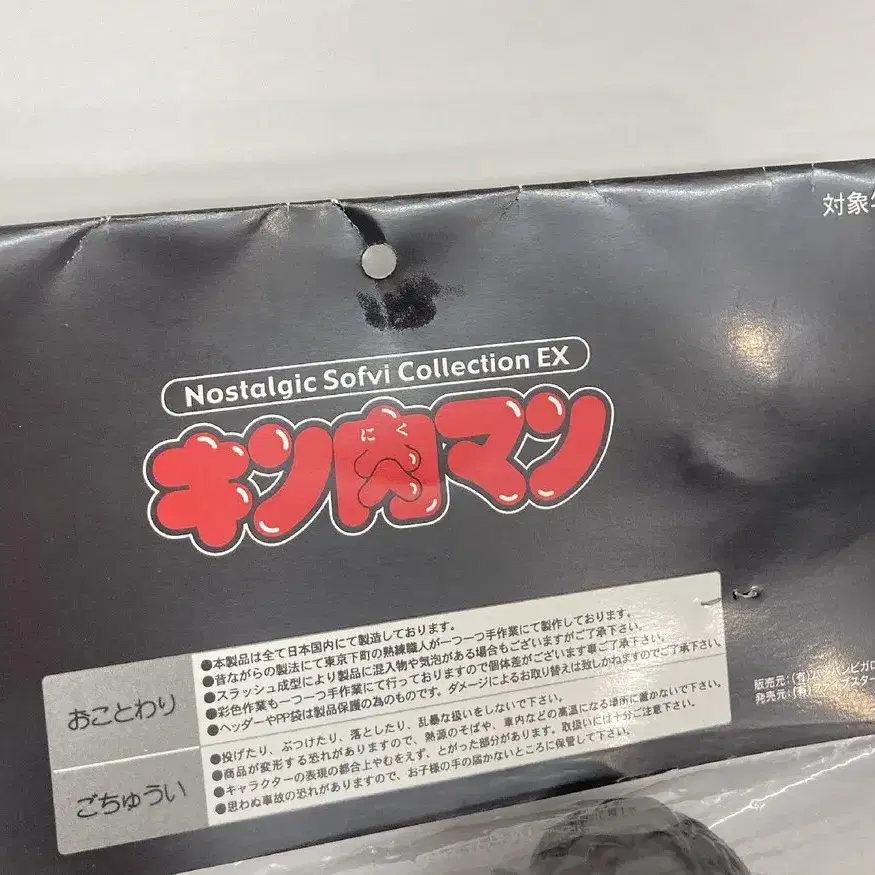 対象
Nostalgic Sofvi Collection EX
にく
キン肉マン
おことわり
●本製品は全て日本国内にて製造しております。
●昔ながらの製法にて東京下町の熟練職人が一つ一つ手作業にて製作しております。
●スラッシュ成型により製品に混入物や気泡がある場合もございますがご了承下さい。
●彩色作業も一つ一つ手作業にて行っておりますので個体差がございます事ご了承下さい。
●ヘッダーやPP袋は製品保護の為のものです。ダメージによるお取り替えは致しかねますのでご了承下さい。
ごちゅうい
●投げたり、ぶつけたり、落としたり、乱暴な扱いをしないで下さい。
●商品が変形する恐れがありますので、熱源のそばや、車内などの高温になる場所に置かないで下さい。
●キャラクターの表現の都合上やむをえず、とがった部分があります。取扱いには十分ご注意下さい。
●思わぬ事故の恐れがありますので、お子様の手の届かないところに保管して下さい。
販売元:(有)
発売元:(有)